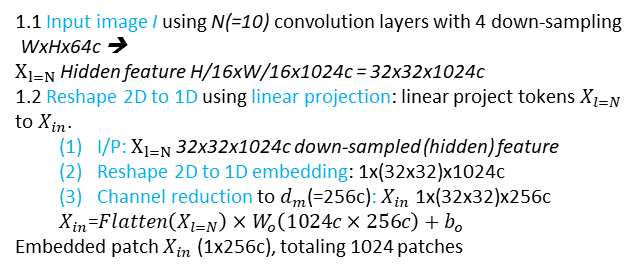 1.1 Input image I using N(=10) convolution layers with 4 down-sampling
WxHx64c ➔
X_{l=N} Hidden feature H/16xW/16x1024c = 32x32x1024c
1.2 Reshape 2D to 1D using linear projection: linear project tokens X_{l=N}
to X_{in}.
(1) I/P: X_{l=N} 32x32x1024c down-sampled (hidden) feature
(2) Reshape 2D to 1D embedding: 1x(32x32)x1024c
(3) Channel reduction to d_m(=256c): X_{in} 1x(32x32)x256c
X_{in}=Flatten(X_{l=N}) × W_o(1024c × 256c) + b_o
Embedded patch X_{in} (1x256c), totaling 1024 patches